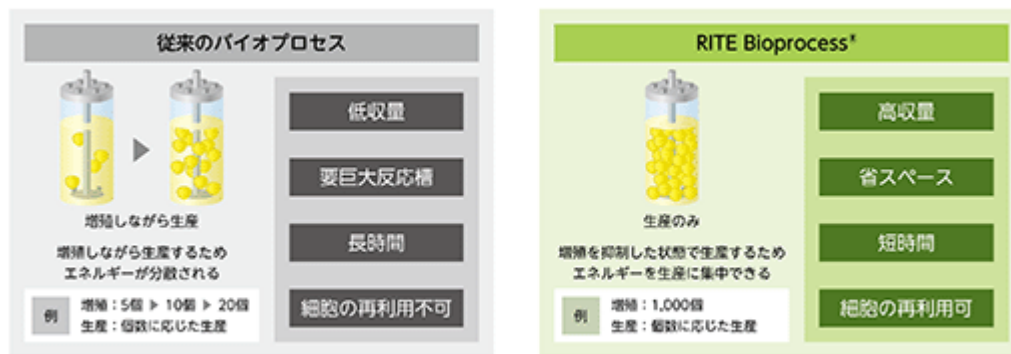 従来のバイオプロセス
増殖しながら生産
増殖しながら生産するため
エネルギーが分散される
例
増殖:5個 ▶ 10個 ▶ 20個
生産:個数に応じた生産
低収量
要巨大反応槽
長時間
細胞の再利用不可
RITE Bioprocess®
生産のみ
増殖を抑制した状態で生産するため
エネルギーを生産に集中できる
例
増殖:1,000個
生産:個数に応じた生産
高収量
省スペース
短時間
細胞の再利用可